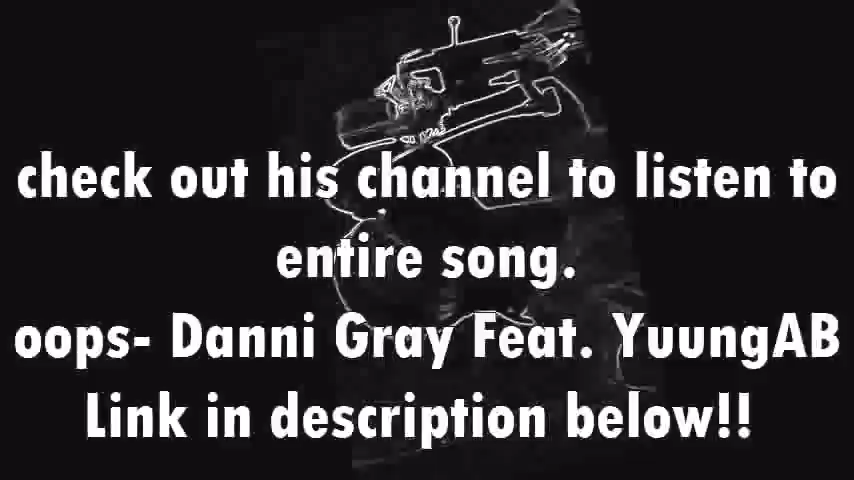 check out his channel to listen to
entire song.
oops- Danni Gray Feat. YuungAB
Link in description below!!